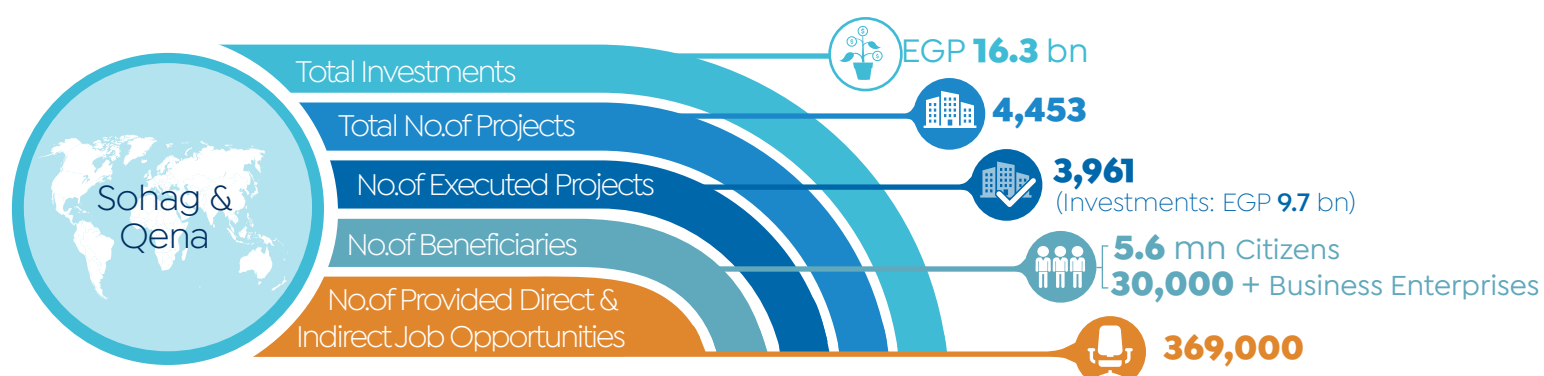 Sohag &
Qena
Total Investments
EGP 16.3 bn
Total No.of Projects
4,453
No.of Executed Projects
3,961
(Investments: EGP 9.7 bn)
No.of Beneficiaries
5.6 mn Citizens
30,000 + Business Enterprises
No.of Provided Direct &
Indirect Job Opportunities
369,000